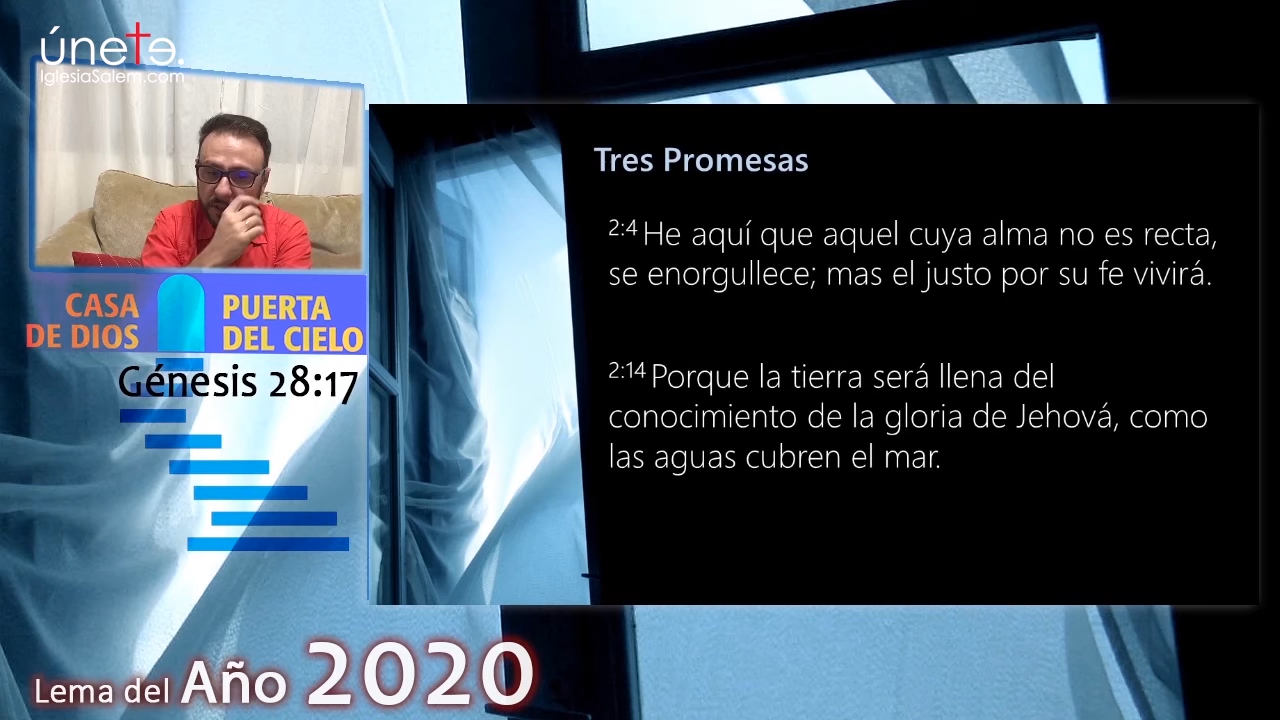 únete.
IglesiaSalem.com
CASA
DE DIOS
PUERTA
DEL CIELO
Génesis 28:17
Tres Promesas
2:4 He aquí que aquel cuya alma no es recta,
se enorgullece; mas el justo por su fe vivirá.
2:14 Porque la tierra será llena del
conocimiento de la gloria de Jehová, como
las aguas cubren el mar.
Lema del Año 2020